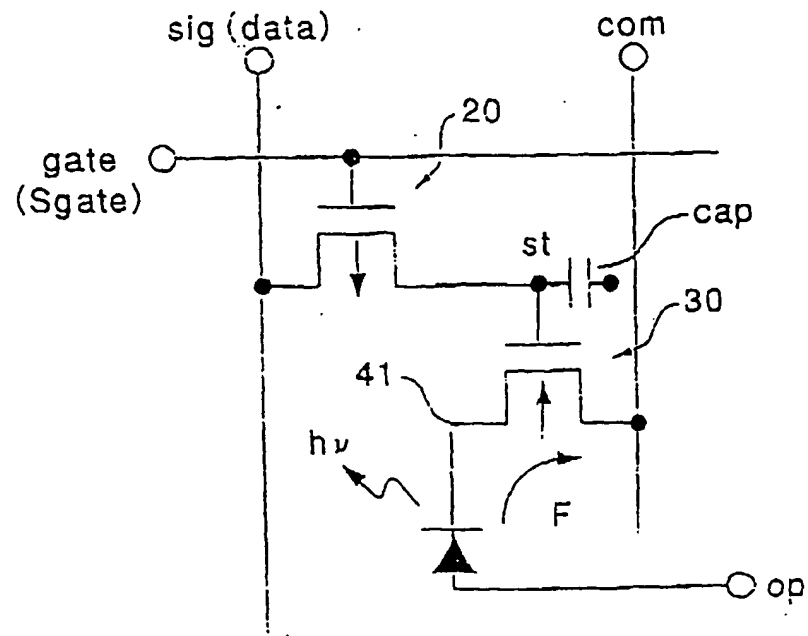 sig (data)
com
20
gate
(Sgate)
cap
st
30
41
hν
F
op